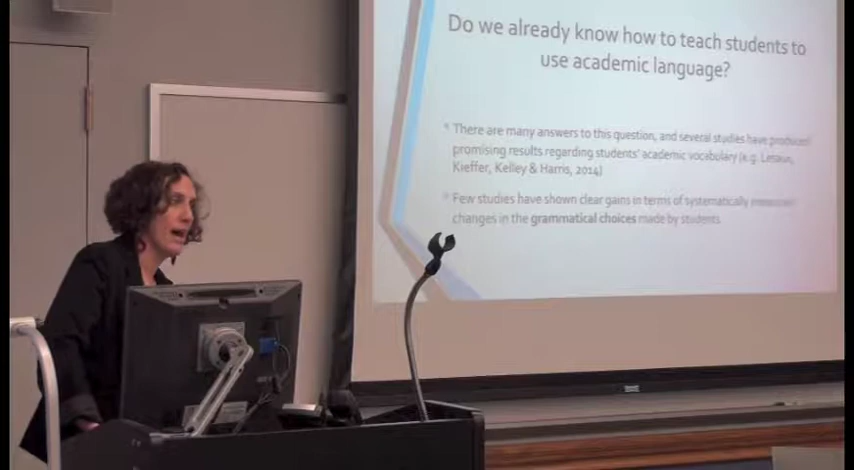 Do we already know how to teach students to
use academic language?
* There are many answers to this question, and several studies have produced
promising results regarding students' academic vocabulary (e.g. Lesaux,
Kieffer, Kelley & Harris, 2014)
* Few studies have shown clear gains in terms of systematically
changes in the grammatical choices made by students.